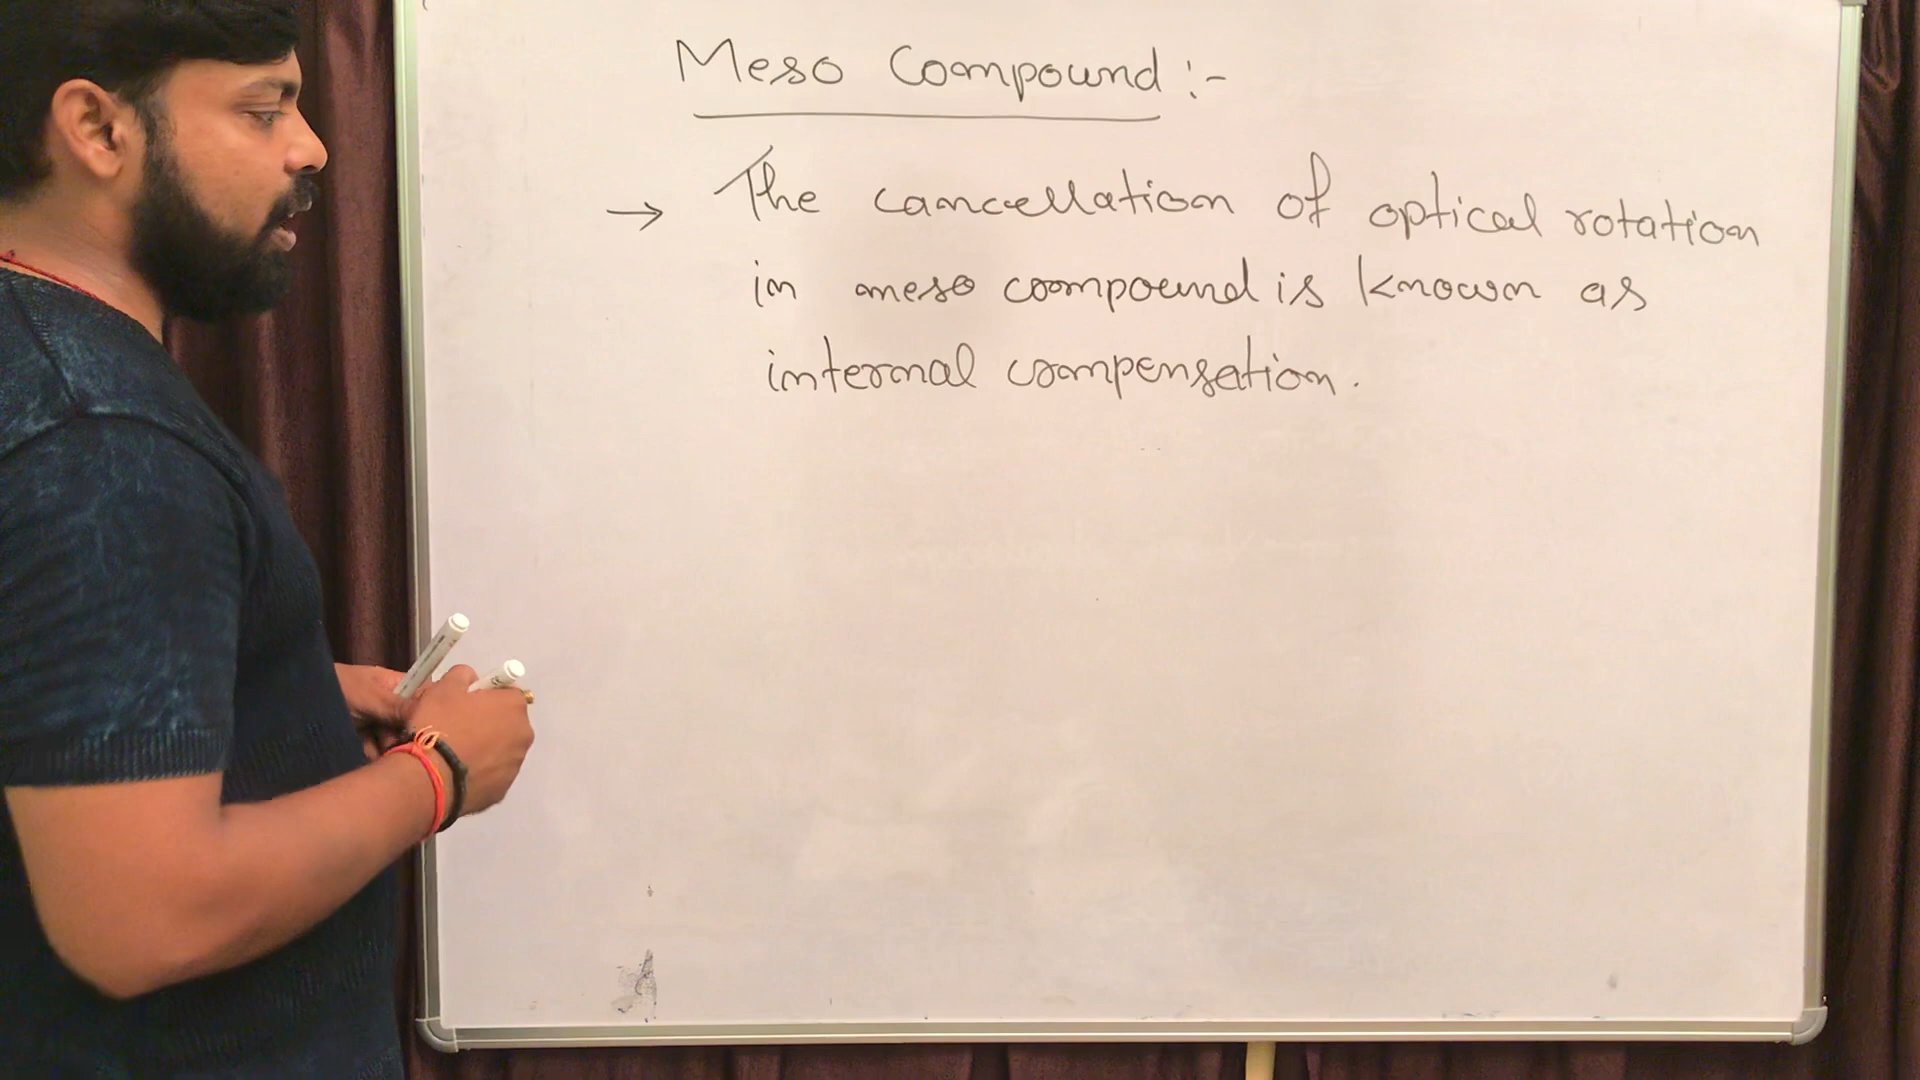 Meso Compound :-
→ The cancellation of optical rotation
in meso compound is known as
internal compensation.